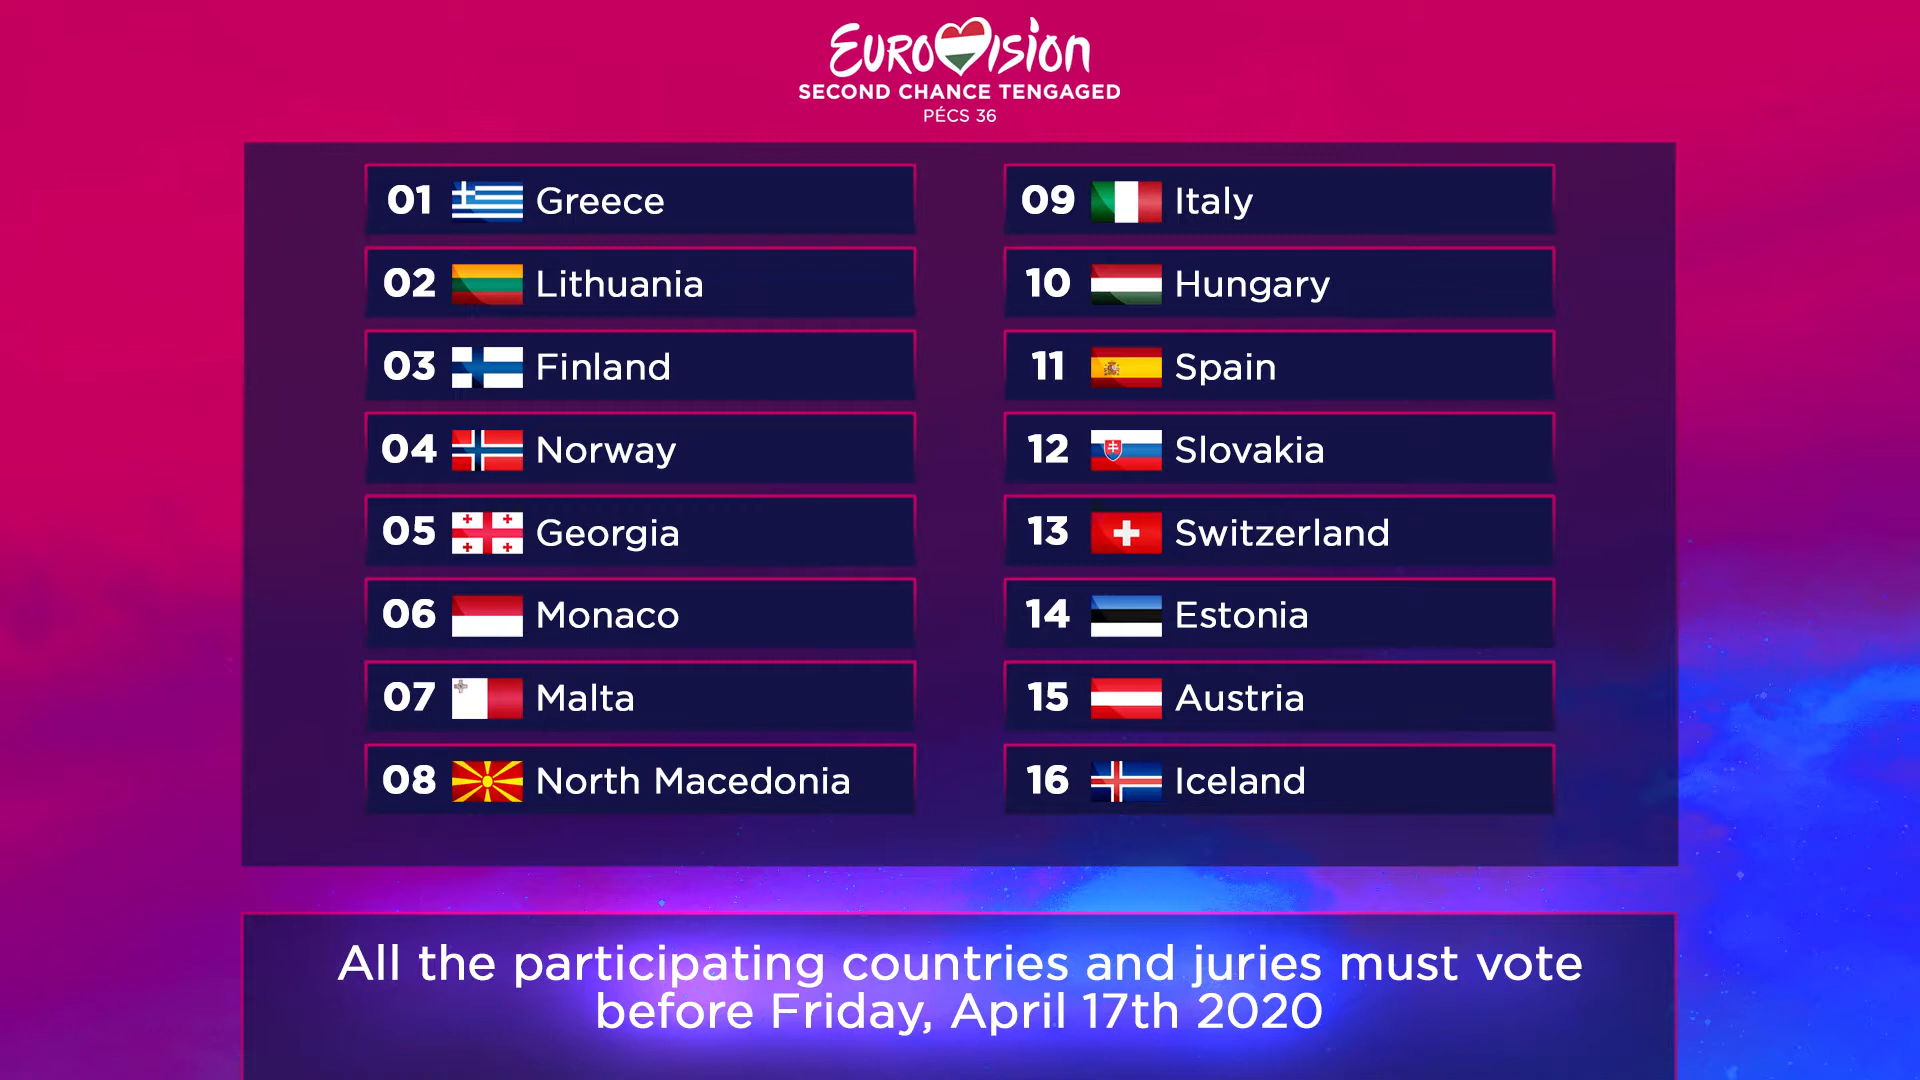 EUROVISION
SECOND CHANCE TENGAGED
PÉCS 36
01 Greece
02 Lithuania
03 Finland
04 Norway
05 Georgia
06 Monaco
07 Malta
08 North Macedonia
09 Italy
10 Hungary
11 Spain
12 Slovakia
13 Switzerland
14 Estonia
15 Austria
16 Iceland
All the participating countries and juries must vote
before Friday, April 17th 2020